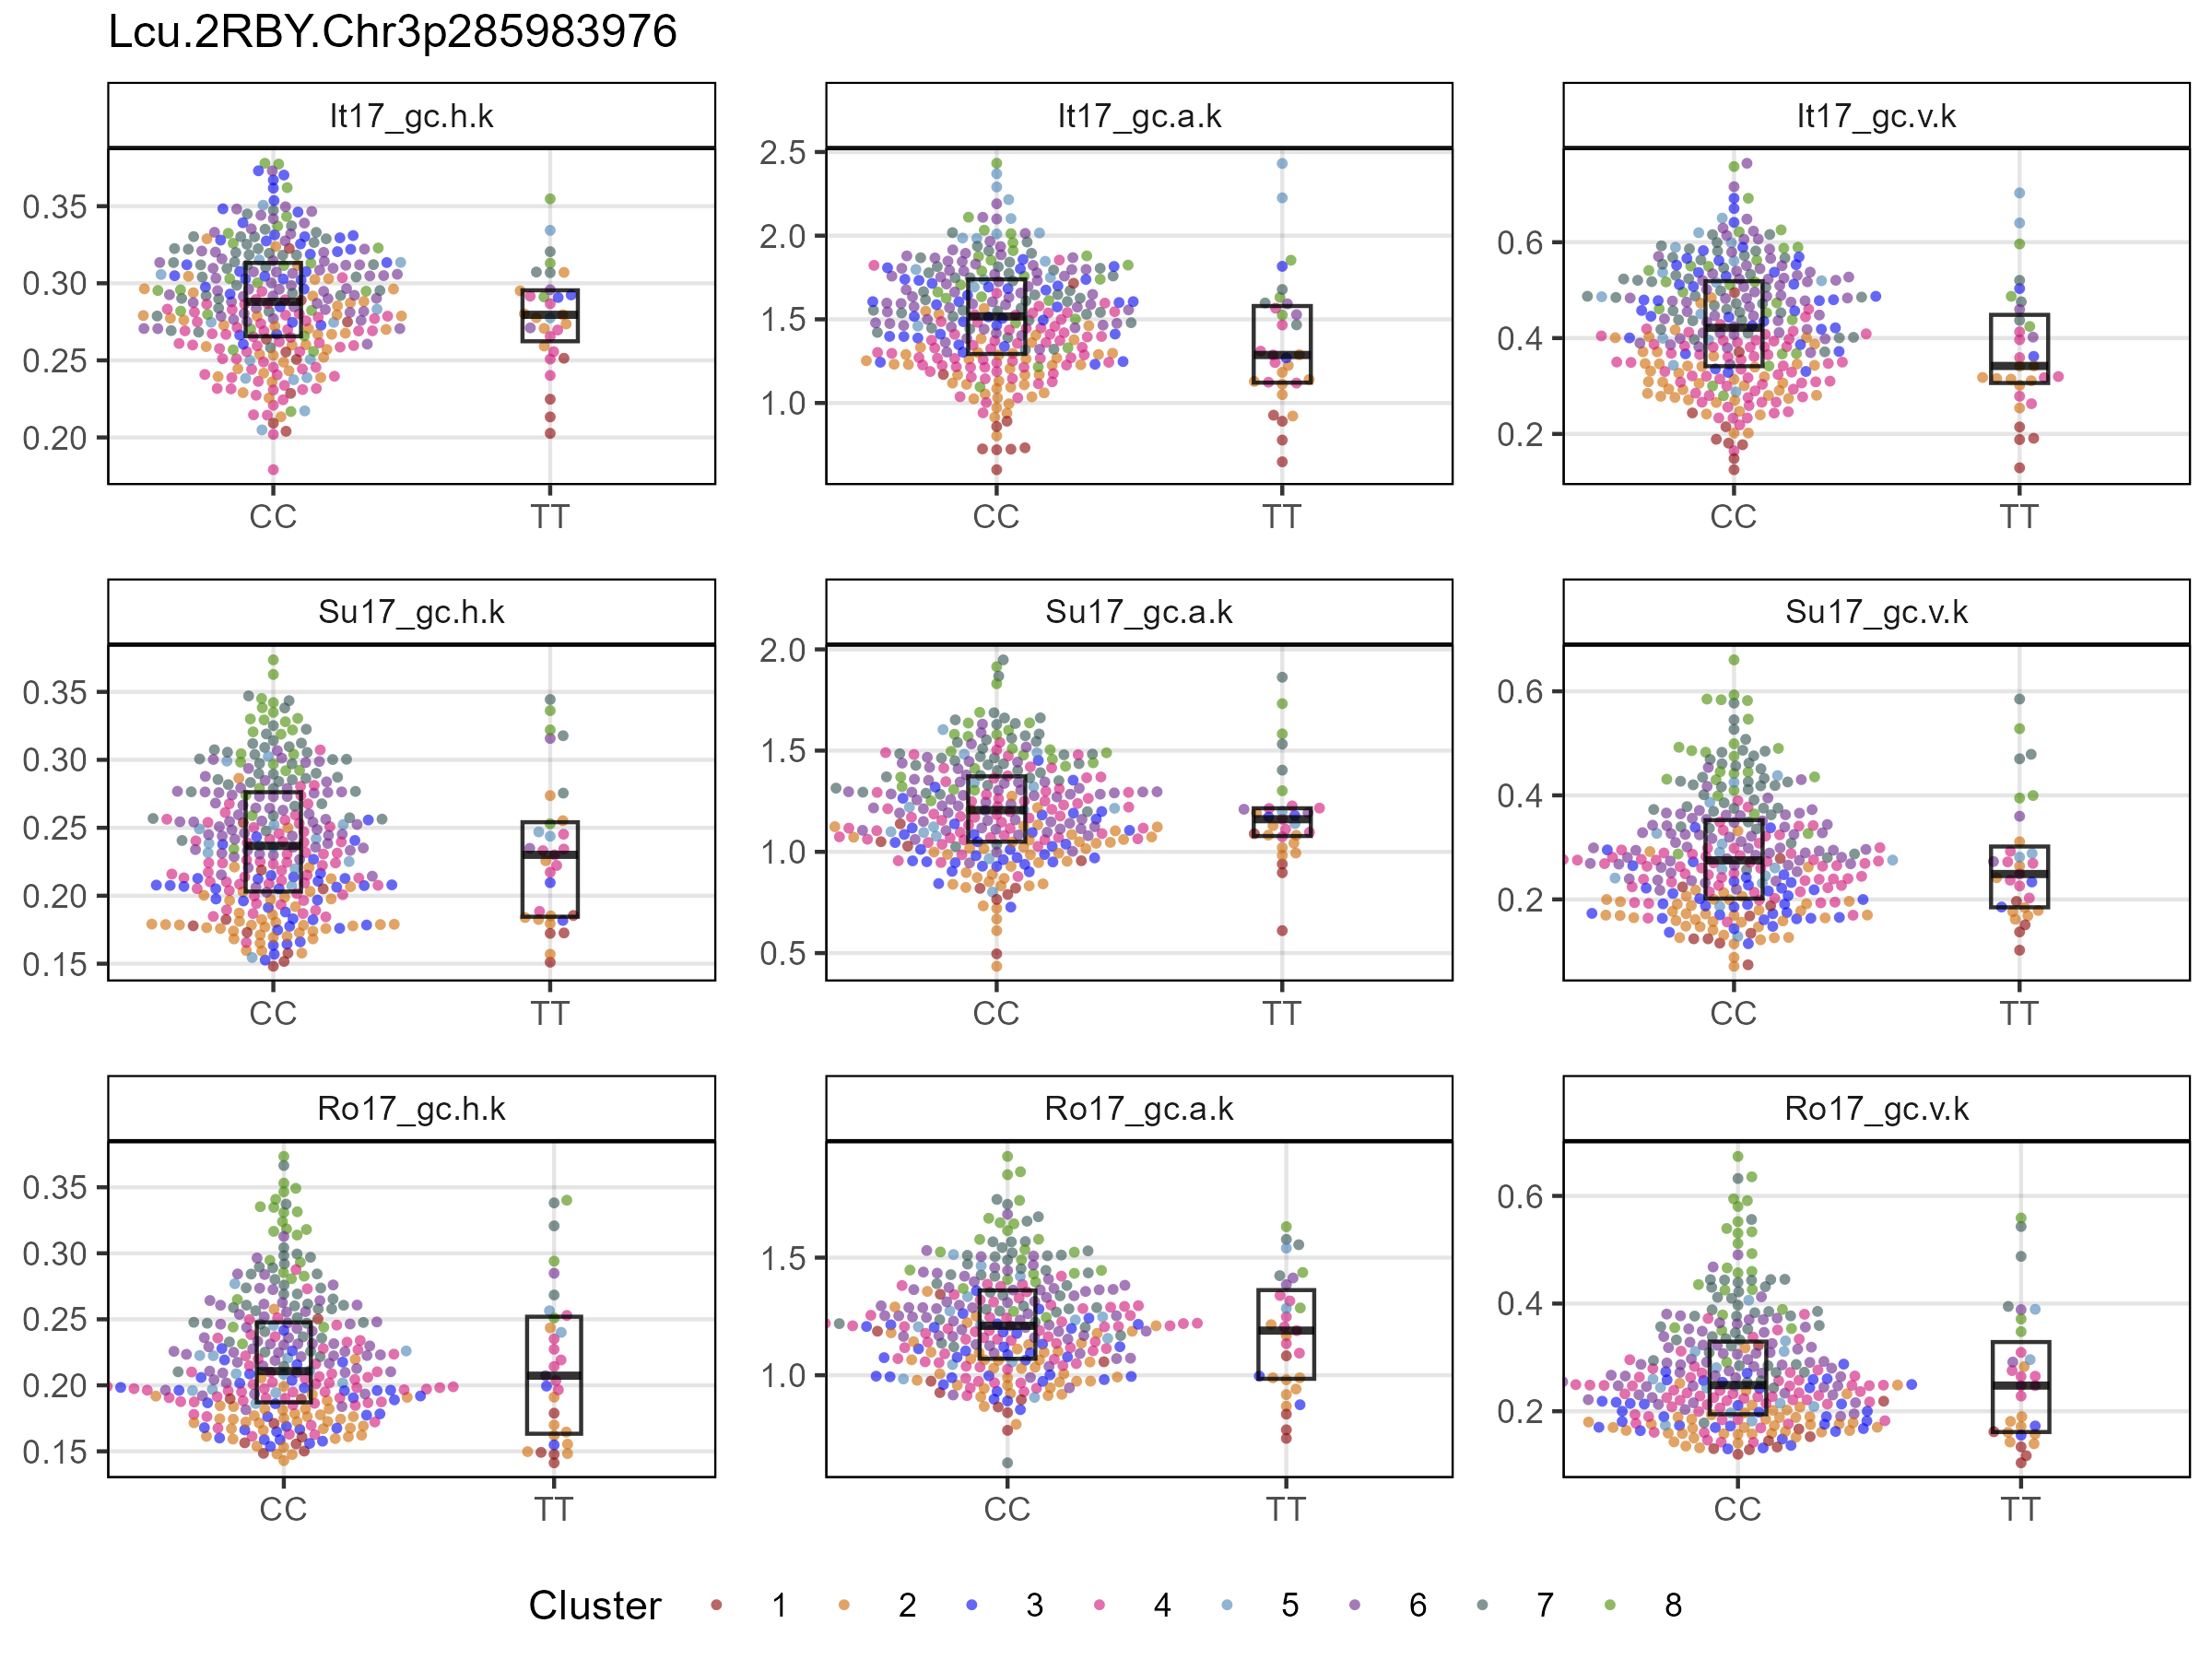 Lcu.2RBY.Chr3p285983976
It17_gc.h.k
It17_gc.a.k
It17_gc.v.k
0.35
0.30
0.25
0.20
CC
TT
2.5
2.0
1.5
1.0
CC
TT
0.6
0.4
0.2
CC
TT
Su17_gc.h.k
Su17_gc.a.k
Su17_gc.v.k
0.35
0.30
0.25
0.20
0.15
CC
TT
2.0
1.5
1.0
0.5
CC
TT
0.6
0.4
0.2
CC
TT
Ro17_gc.h.k
Ro17_gc.a.k
Ro17_gc.v.k
0.35
0.30
0.25
0.20
0.15
CC
TT
1.5
1.0
CC
TT
0.6
0.4
0.2
CC
TT
Cluster 1 2 3 4 5 6 7 8